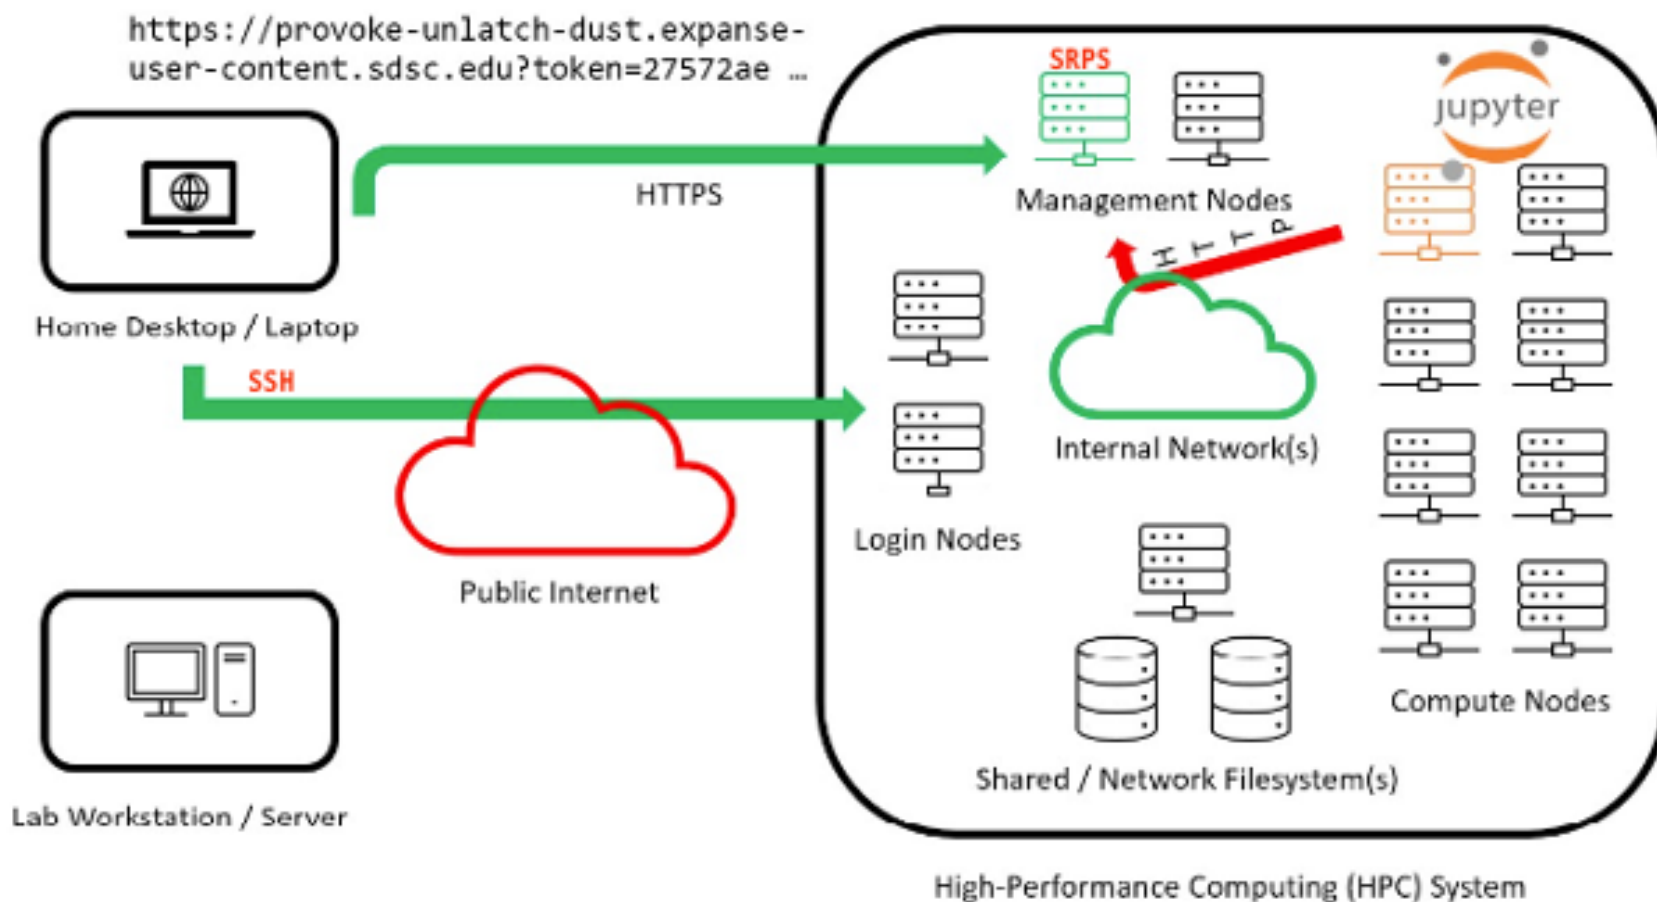 https://provoke-unlatch-dust.expanse-
user-content.sdsc.edu?token=27572ae …
SRPS
jupyter
HTTPS
Management Nodes
HTTP
Home Desktop / Laptop
SSH
Internal Network(s)
Login Nodes
Public Internet
Compute Nodes
Shared / Network Filesystem(s)
Lab Workstation / Server
High-Performance Computing (HPC) System